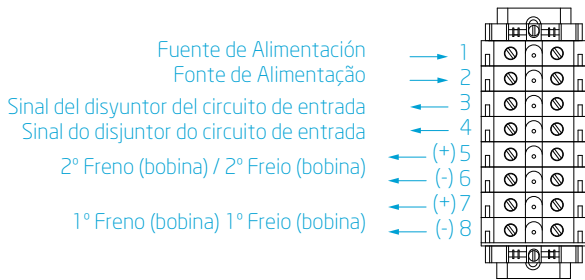 Fuente de Alimentación
Fonte de Alimentação
Sinal del disyuntor del circuito de entrada
Sinal do disjuntor do circuito de entrada
2º Freno (bobina) / 2º Freio (bobina)
1º Freno (bobina) 1º Freio (bobina)
1
2
3
4
(+) 5
(-) 6
(+) 7
(-) 8